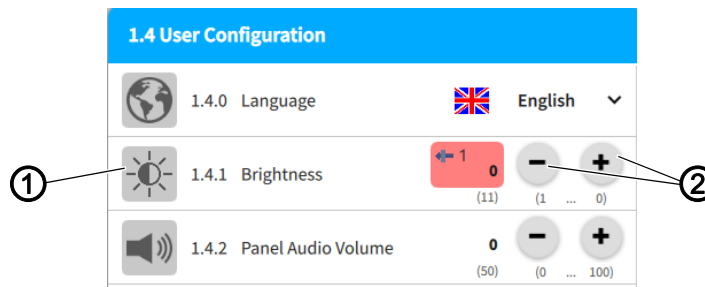 1.4 User Configuration
1.4.0 Language English
1.4.1 Brightness 1 0
(11) (1 ... 0)
1.4.2 Panel Audio Volume 0
(50) (0 ... 100)
1
2